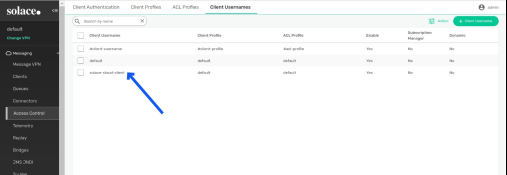 solace.
Client Authentication
Client Profiles
ACL Profiles
Client Usernames
admin
default
Change VPN
Search by name
Action
+ Client Username
Messaging
Message VPN
Clients
Queues
Connectors
Access Control
Telemetry
Replay
Bridges
JMS JNDI
Client Usernames
Client Profile
ACL Profile
Enable
Subscription Manager
Dynamic
#client-username
#client-profile
#acl-profile
Yes
No
No
default
default
default
Yes
No
No
solace-cloud-client
default
default
Yes
No
No